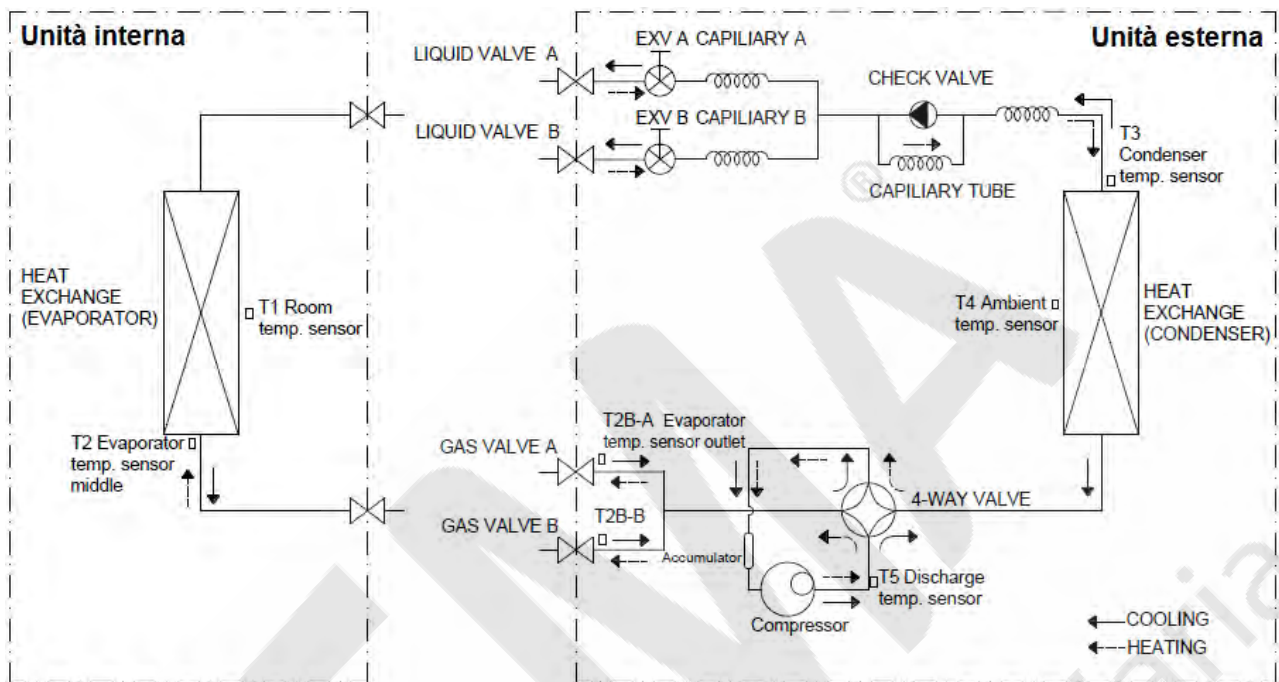 Unità interna
Unità esterna
LIQUID VALVE A
EXV A CAPILIARY A
LIQUID VALVE B
EXV B CAPILIARY B
CHECK VALVE
CAPILIARY TUBE
T3
Condenser
temp. sensor
HEAT
EXCHANGE
(EVAPORATOR)
T1 Room
temp. sensor
T2 Evaporator
temp. sensor
middle
T4 Ambient
temp. sensor
HEAT
EXCHANGE
(CONDENSER)
GAS VALVE A
T2B-A Evaporator
temp. sensor outlet
GAS VALVE B
T2B-B
4-WAY VALVE
Accumulator
T5 Discharge
temp. sensor
Compressor
COOLING
HEATING
®